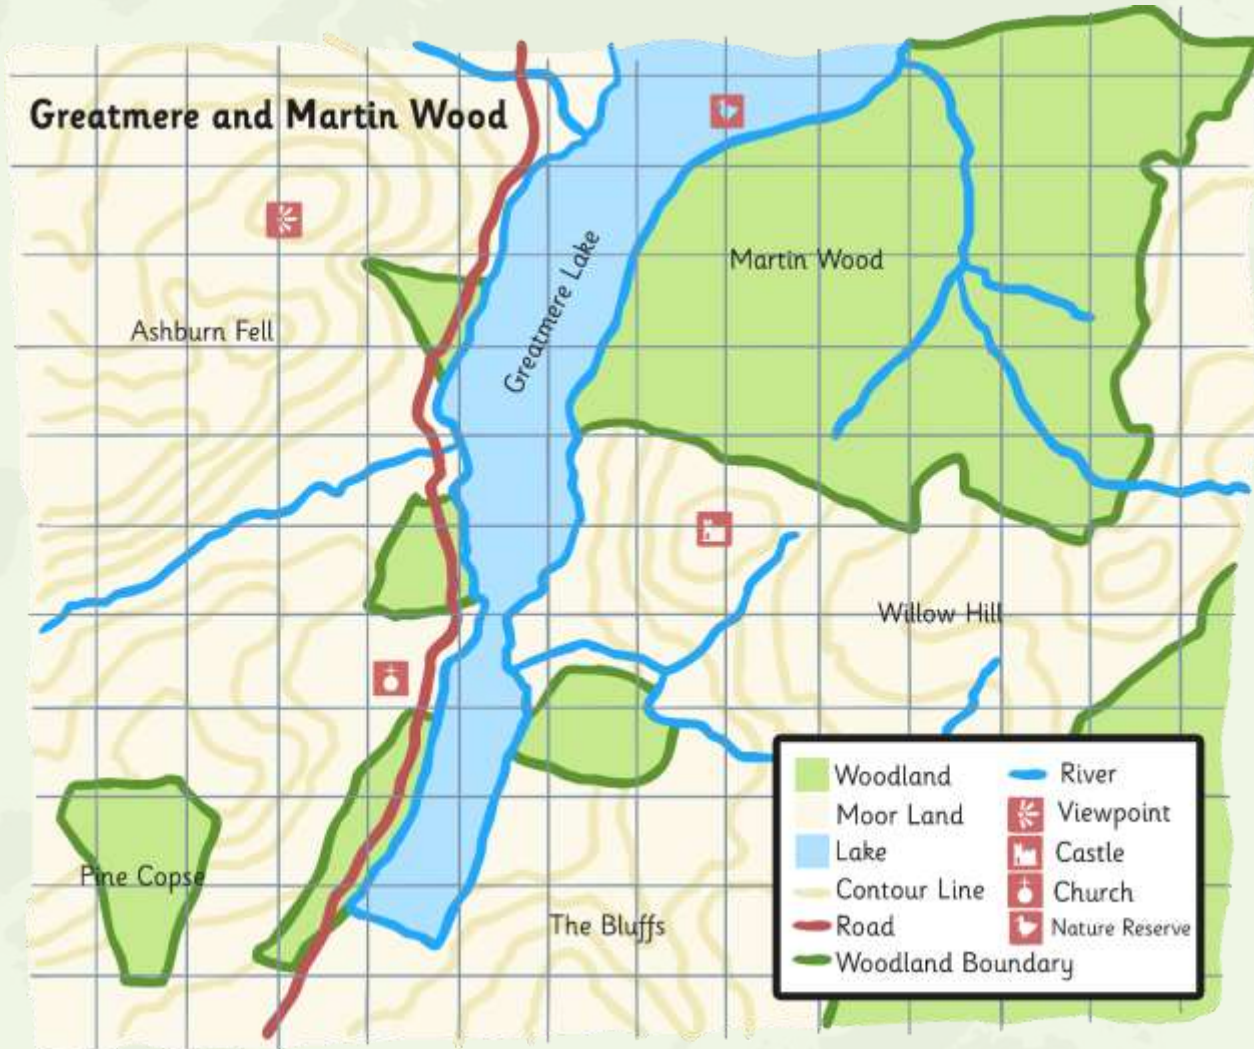 Greatmere and Martin Wood
Martin Wood
Greatmere Lake
Ashburn Fell
Willow Hill
Pine Copse
The Bluffs
Woodland
Moor Land
Lake
Contour Line
Road
Woodland Boundary
River
Viewpoint
Castle
Church
Nature Reserve